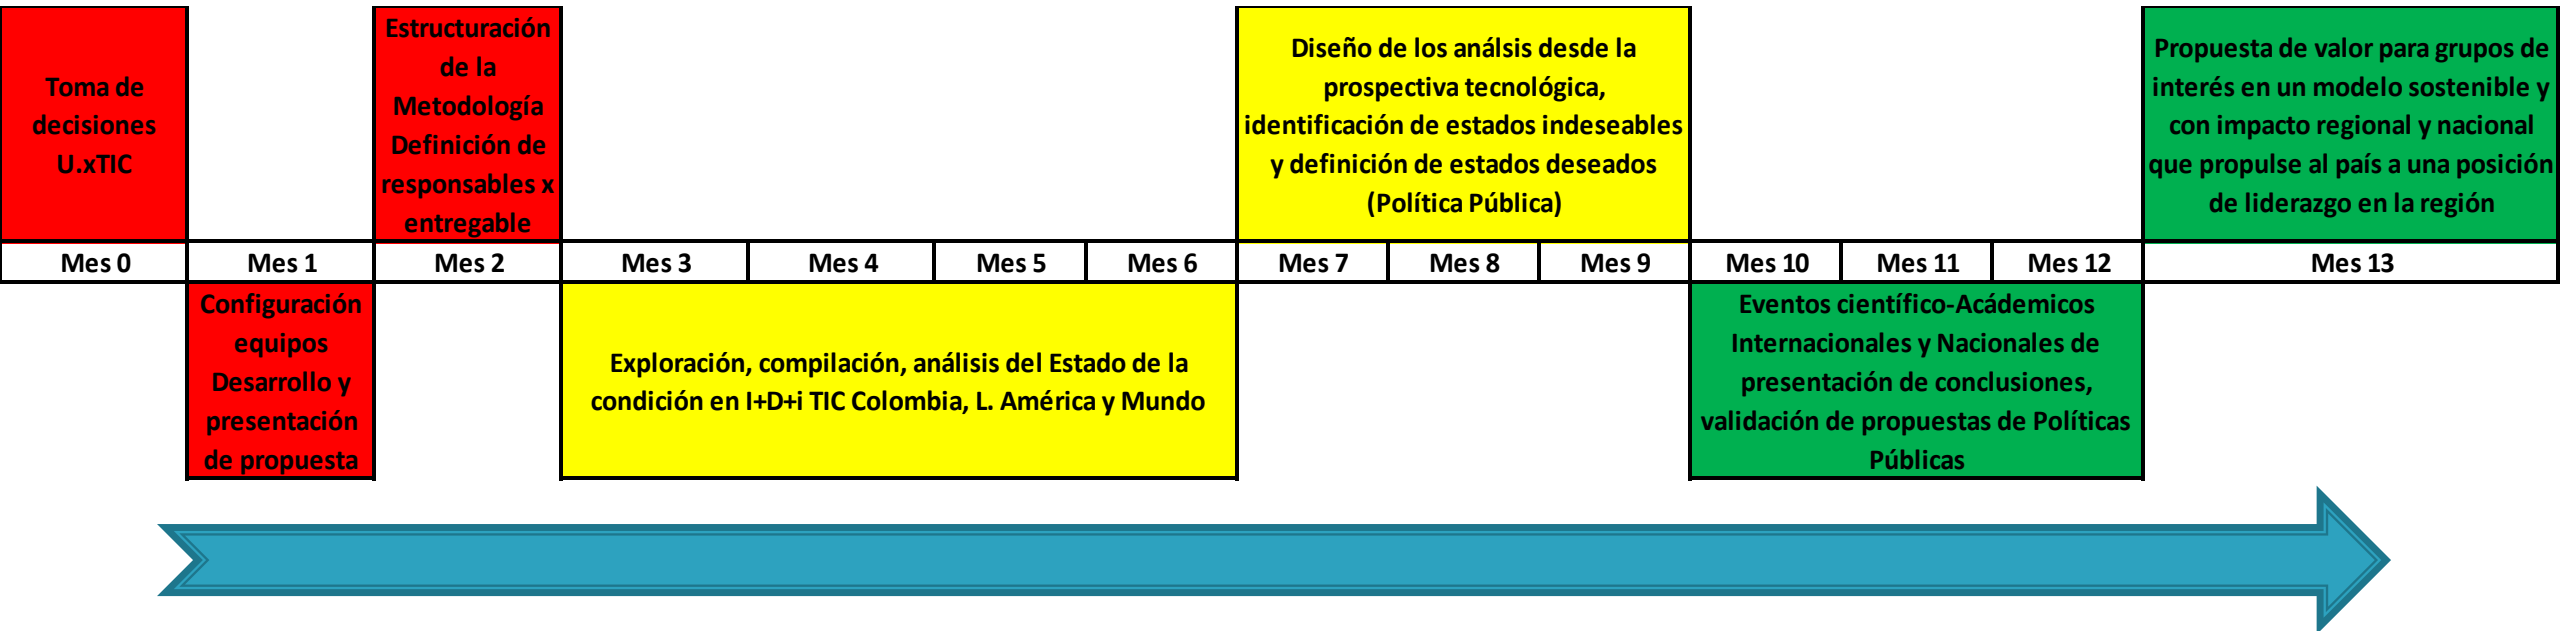 Toma de
decisiones
U.xTIC
Estructuración
de la
Metodología
Definición de
responsables x
entregable
Diseño de los análsis desde la
prospectiva tecnológica,
identificación de estados indeseables
y definición de estados deseados
(Política Pública)
Propuesta de valor para grupos de
interés en un modelo sostenible y
con impacto regional y nacional
que propulse al país a una posición
de liderazgo en la región
Mes 0 Mes 1 Mes 2 Mes 3 Mes 4 Mes 5 Mes 6 Mes 7 Mes 8 Mes 9 Mes 10 Mes 11 Mes 12 Mes 13
Configuración
equipos
Desarrollo y
presentación
de propuesta
Exploración, compilación, análisis del Estado de la
condición en I+D+i TIC Colombia, L. América y Mundo
Eventos científico-Acádemicos
Internacionales y Nacionales de
presentación de conclusiones,
validación de propuestas de Políticas
Públicas